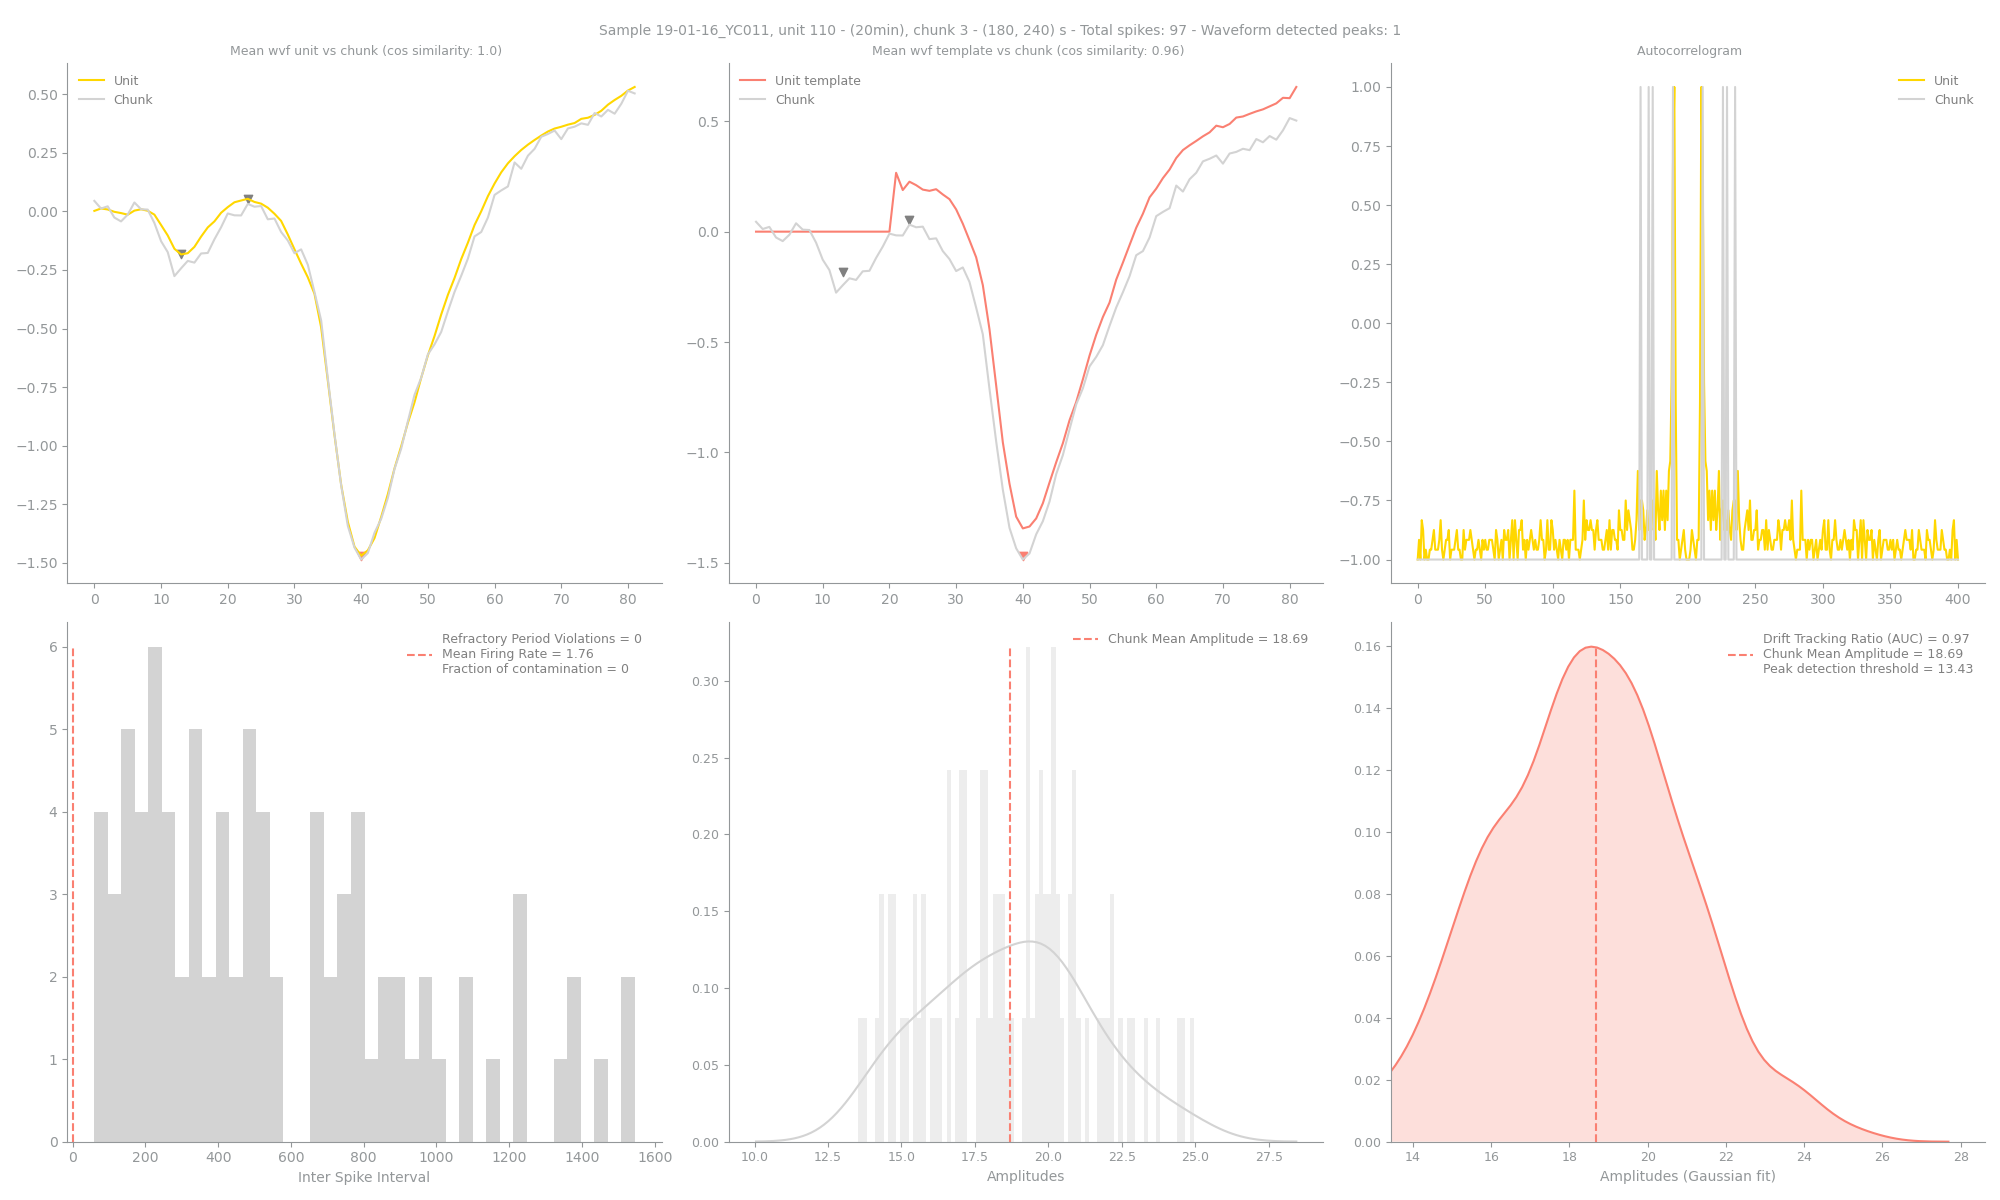 Sample 19-01-16_YC011, unit 110 - (20min), chunk 3 - (180, 240) s - Total spikes: 97 - Waveform detected peaks: 1
Mean wvf unit vs chunk (cos similarity: 1.0)
Unit
Chunk
0.50
0.25
0.00
−0.25
−0.50
−0.75
−1.00
−1.25
−1.50
0 10 20 30 40 50 60 70 80
Mean wvf template vs chunk (cos similarity: 0.96)
Unit template
Chunk
0.5
0.0
−0.5
−1.0
−1.5
0 10 20 30 40 50 60 70 80
Autocorrelogram
Unit
Chunk
1.00
0.75
0.50
0.25
0.00
−0.25
−0.50
−0.75
−1.00
0 50 100 150 200 250 300 350 400
Refractory Period Violations = 0
Mean Firing Rate = 1.76
Fraction of contamination = 0
6
5
4
3
2
1
0
0 200 400 600 800 1000 1200 1400 1600
Inter Spike Interval
Chunk Mean Amplitude = 18.69
0.30
0.25
0.20
0.15
0.10
0.05
0.00
10.0 12.5 15.0 17.5 20.0 22.5 25.0 27.5
Amplitudes
Drift Tracking Ratio (AUC) = 0.97
Chunk Mean Amplitude = 18.69
Peak detection threshold = 13.43
0.16
0.14
0.12
0.10
0.08
0.06
0.04
0.02
0.00
14 16 18 20 22 24 26 28
Amplitudes (Gaussian fit)